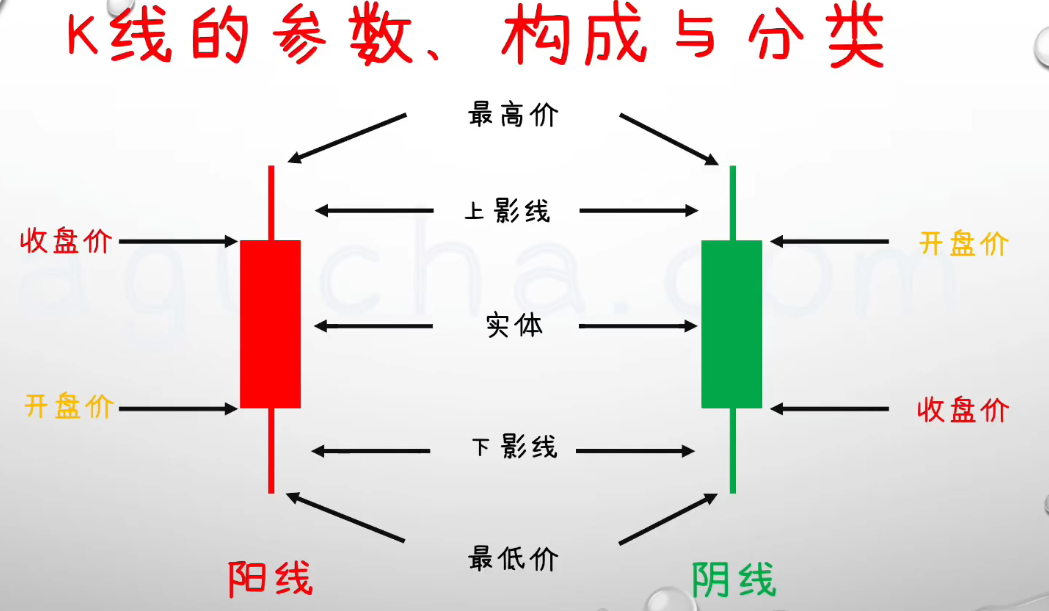 K线的参数、构成与分类
最高价
上影线
收盘价
开盘价
实体
开盘价
收盘价
下影线
最低价
阳线
阴线
agucha.com